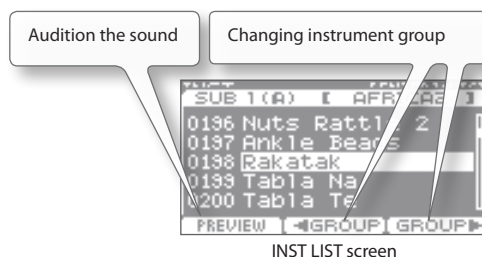 Audition the sound
Changing instrument group
SUB 1(A) [ AFRICA2 ]
0196 Nuts Rattle 2
0197 Ankle Beads
0198 Rakatak
0199 Tabla Na
0200 Tabla Te
PREVIEW ◀GROUP GROUP▶
INST LIST screen